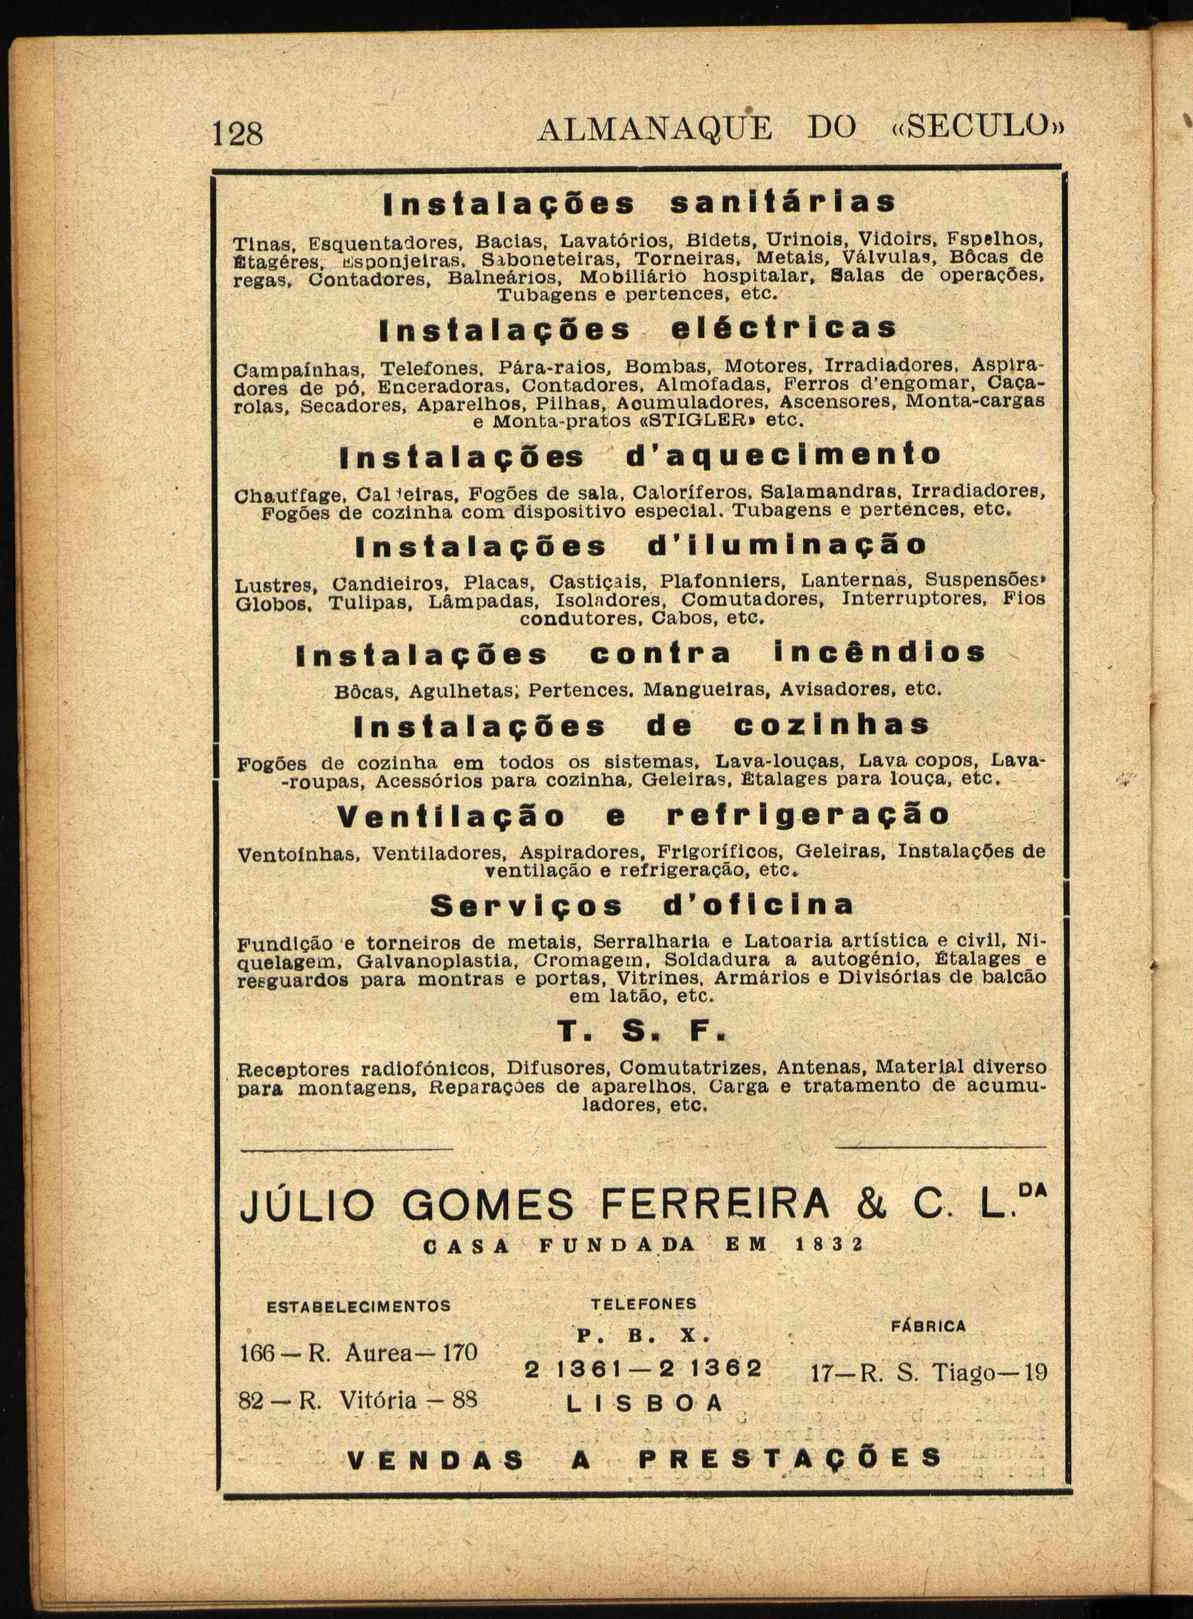 128 ALMANAQUE DO «SECULO»
Instalações sanitárias
Tinas, Esquentadores, Bacias, Lavatórios, Bidets, Urinois, Vidoirs, Espelhos,
Étagéres, Esponjeiras, Saboneteiras, Torneiras, Metais, Válvulas, Bôcas de
regas, Contadores, Balneários, Mobiliário hospitalar, Salas de operações,
Tubagens e pertences, etc.
Instalações eléctricas
Campaínhas, Telefones, Pára-raios, Bombas, Motores, Irradiadores, Aspira-
dores de pó, Enceradoras, Contadores, Almofadas, Ferros d'engomar, Caça-
rolas, Secadores, Aparelhos, Pilhas, Acumuladores, Ascensores, Monta-cargas
e Monta-pratos «STIGLER» etc.
Instalações d'aquecimento
Chauffage, Caldeiras, Fogões de sala, Caloríferos, Salamandras, Irradiadores,
Fogões de cozinha com dispositivo especial. Tubagens e pertences, etc.
Instalações d'iluminação
Lustres, Candieiros, Placas, Castiçais, Plafonniers, Lanternas, Suspensões,
Globos, Tulipas, Lâmpadas, Isoladores, Comutadores, Interruptores, Fios
condutores, Cabos, etc.
Instalações contra incêndios
Bôcas, Agulhetas, Pertences, Mangueiras, Avisadores, etc.
Instalações de cozinhas
Fogões de cozinha em todos os sistemas, Lava-louças, Lava copos, Lava-
-roupas, Acessórios para cozinha, Geleiras, Étalages para louça, etc.
Ventilação e refrigeração
Ventoínhas, Ventiladores, Aspiradores, Frigoríficos, Geleiras, Instalações de
ventilação e refrigeração, etc.
Serviços d'oficina
Fundição e torneiros de metais, Serralharia e Latoaria artística e civil, Ni-
quelagem, Galvanoplastia, Cromagem, Soldadura a autogénio, Étalages e
resguardos para montras e portas, Vitrines, Armários e Divisórias de balcão
em latão, etc.
T. S. F.
Receptores radiofónicos, Difusores, Comutatrizes, Antenas, Material diverso
para montagens, Reparações de aparelhos, Carga e tratamento de acumu-
ladores, etc.
JÚLIO GOMES FERREIRA & C. L.DA
CASA FUNDADA EM 1832
ESTABELECIMENTOS
166 — R. Aurea — 170
82 — R. Vitória — 88
TELEFONES
P. B. X.
2 1361 — 2 1362
LISBOA
FÁBRICA
17—R. S. Tiago—19
VENDAS A PRESTAÇÕES